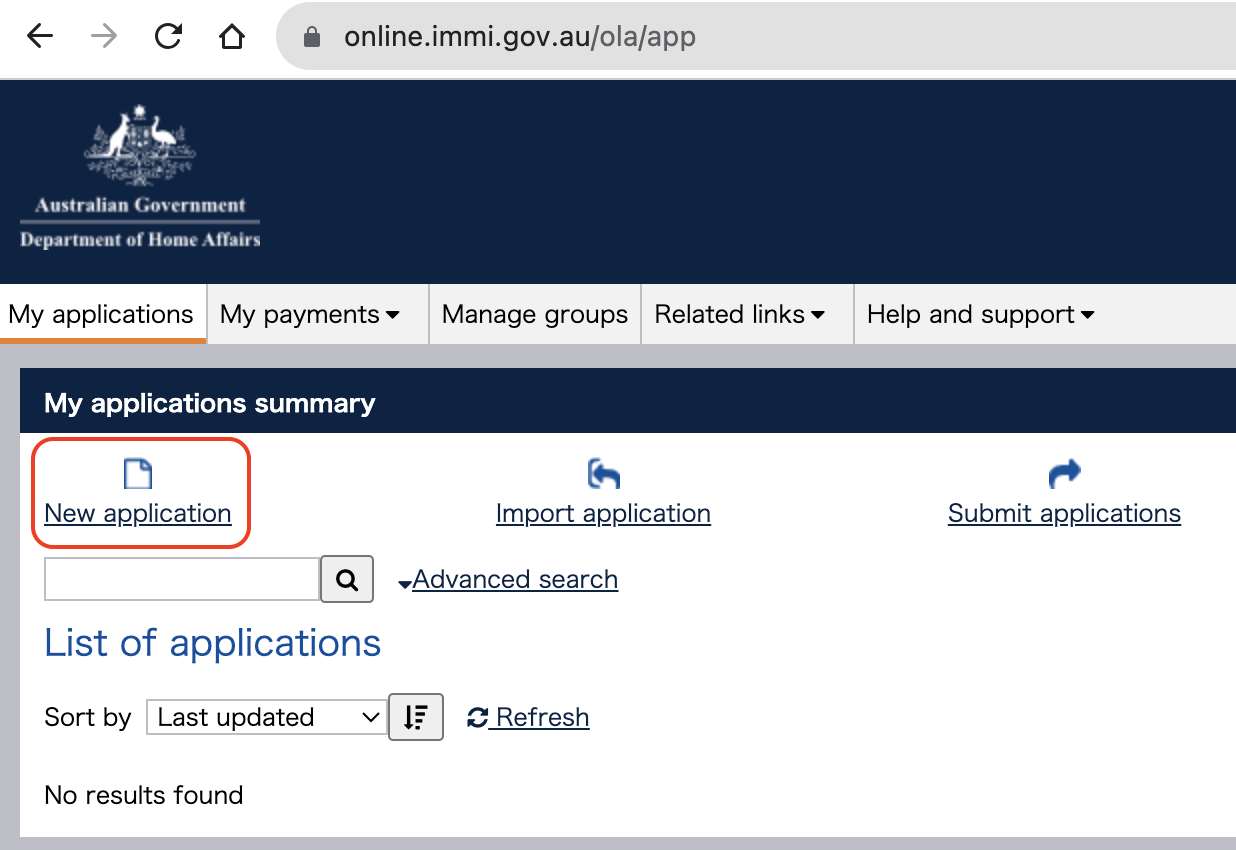 online.immi.gov.au/ola/app
Australian Government
Department of Home Affairs
My applications My payments Manage groups Related links Help and support
My applications summary
New application Import application Submit applications
Advanced search
List of applications
Sort by Last updated Refresh
No results found